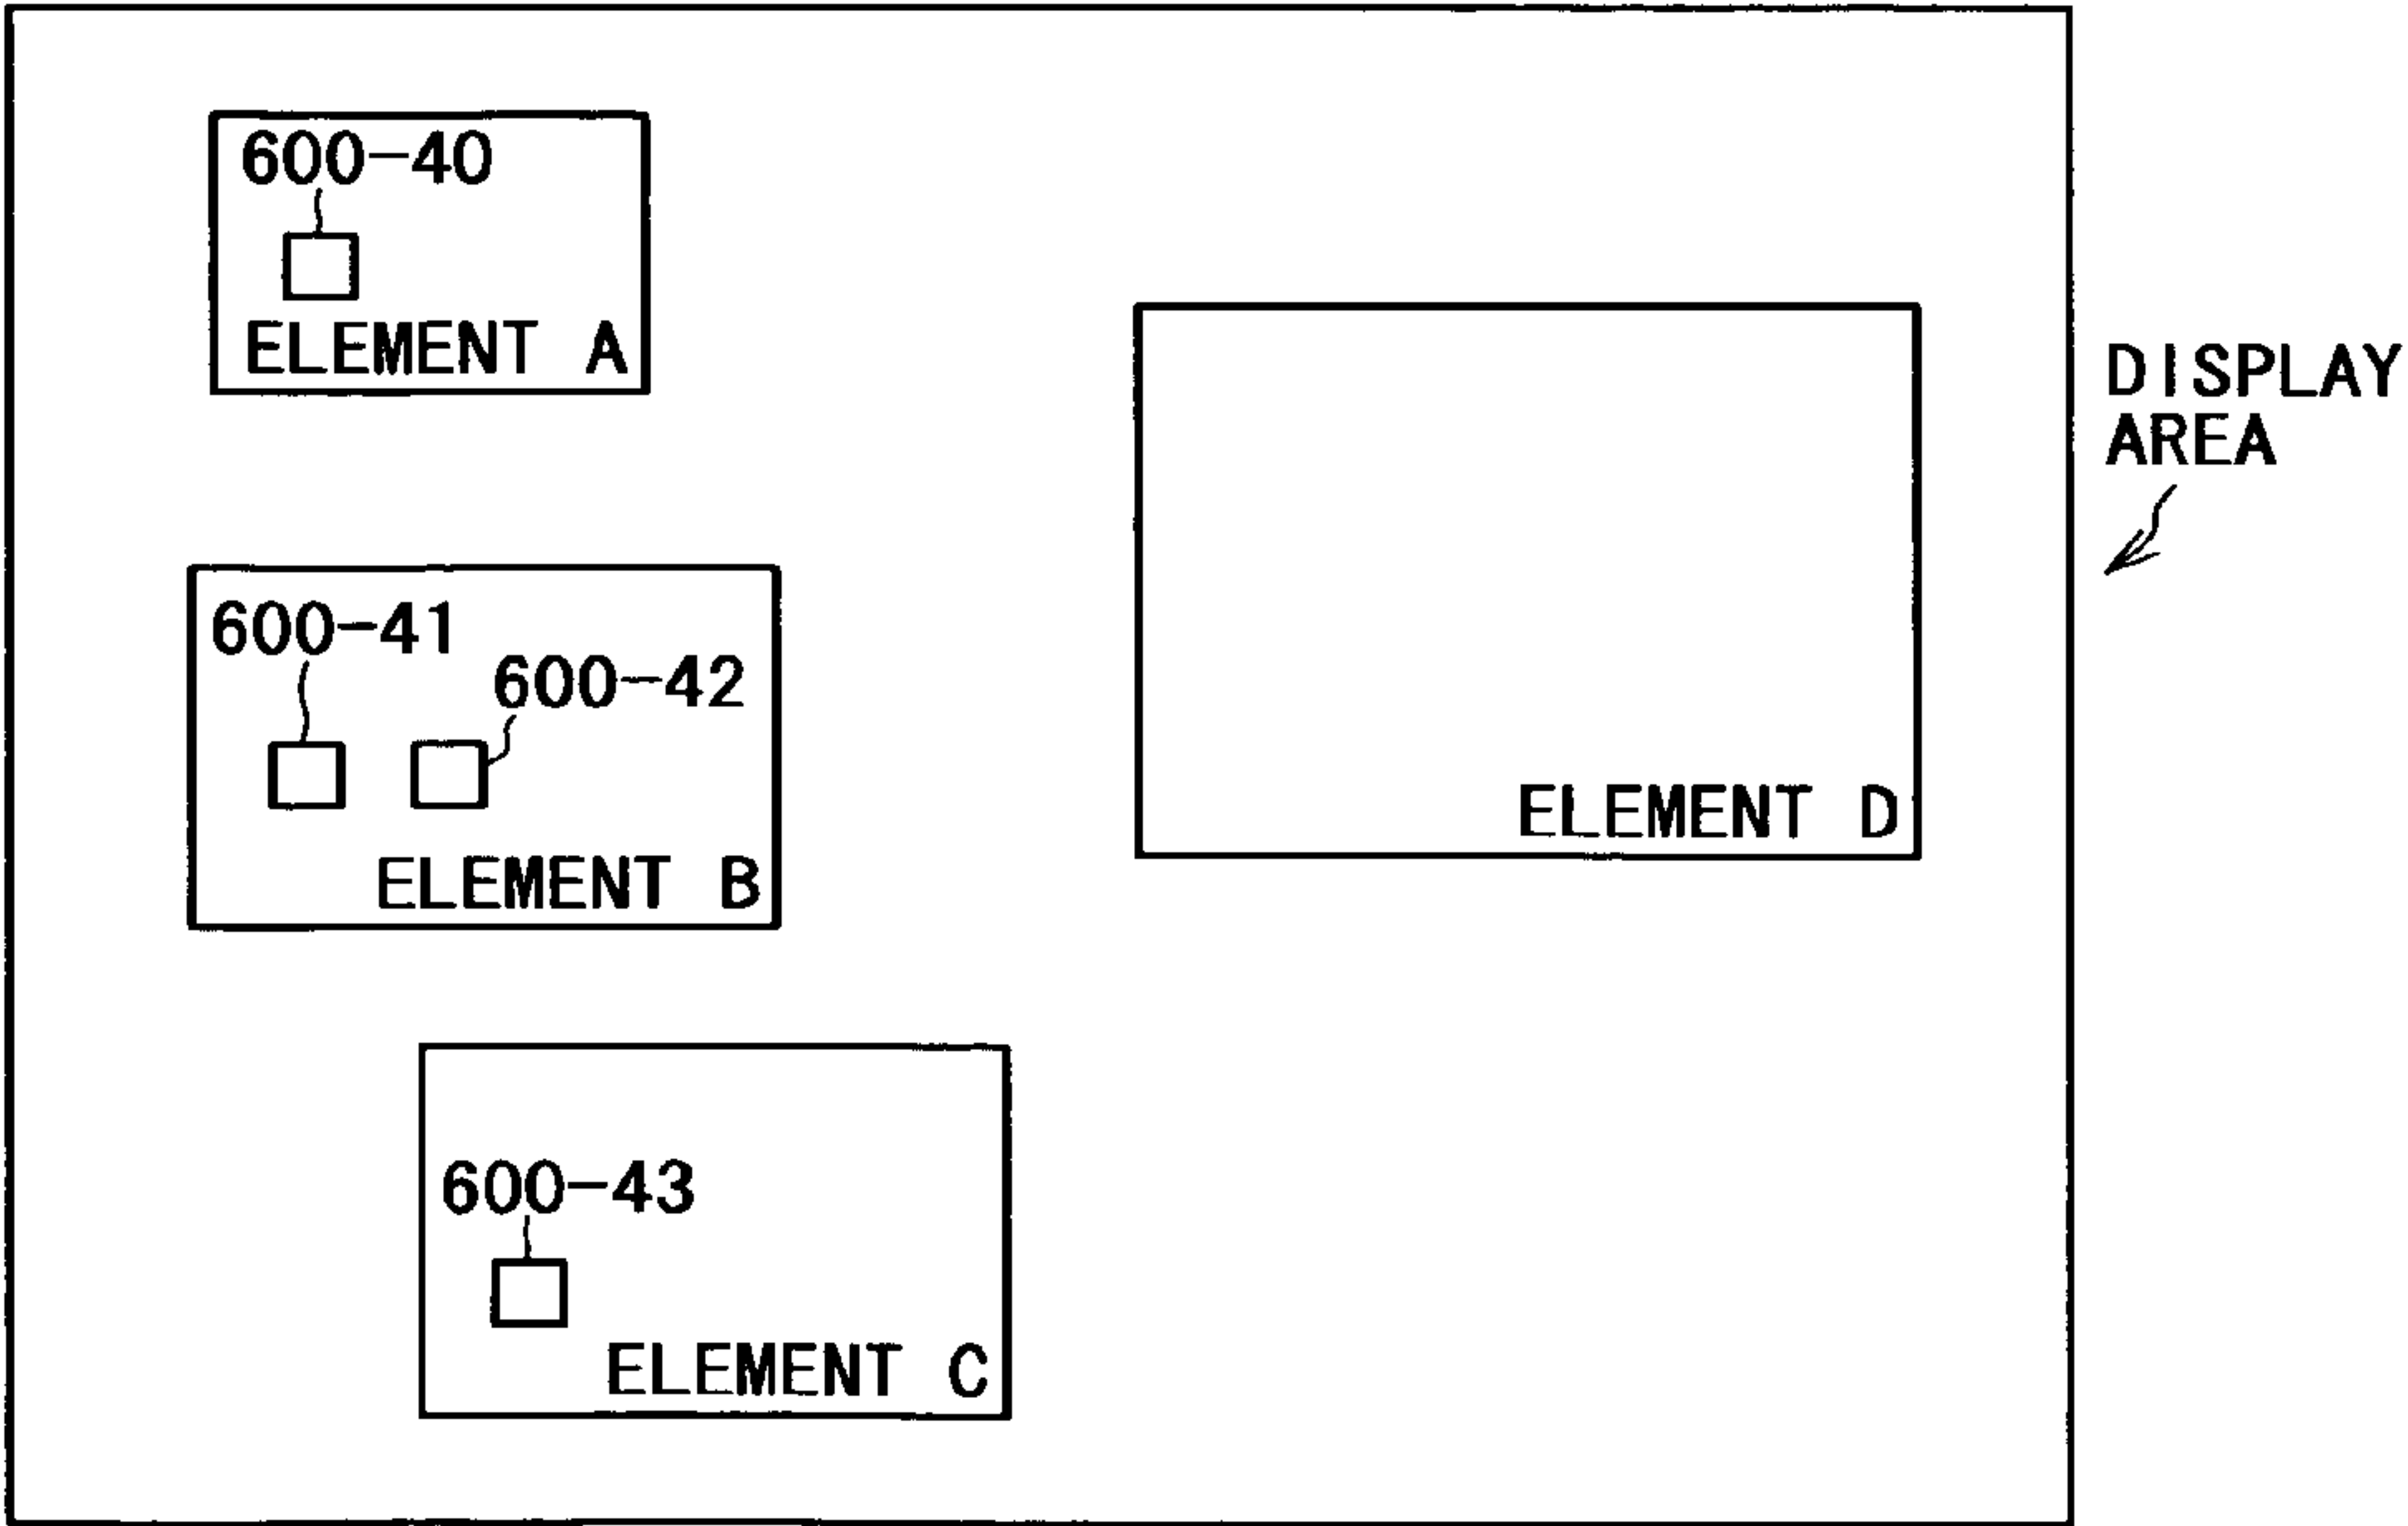 600-40
ELEMENT A
DISPLAY
AREA
600-41
600-42
ELEMENT D
ELEMENT B
600-43
ELEMENT C